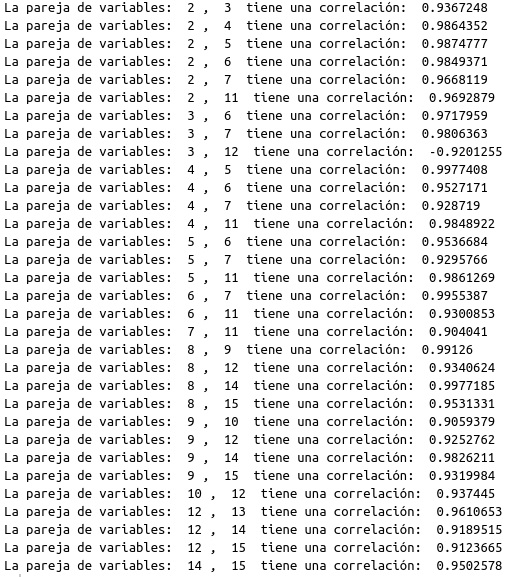 La pareja de variables:  2 ,  3  tiene una correlación:  0.9367248
La pareja de variables:  2 ,  4  tiene una correlación:  0.9864352
La pareja de variables:  2 ,  5  tiene una correlación:  0.9874777
La pareja de variables:  2 ,  6  tiene una correlación:  0.9849371
La pareja de variables:  2 ,  7  tiene una correlación:  0.9668119
La pareja de variables:  2 ,  11  tiene una correlación:  0.9692879
La pareja de variables:  3 ,  6  tiene una correlación:  0.9717959
La pareja de variables:  3 ,  7  tiene una correlación:  0.9806363
La pareja de variables:  3 ,  12  tiene una correlación:  -0.9201255
La pareja de variables:  4 ,  5  tiene una correlación:  0.9977408
La pareja de variables:  4 ,  6  tiene una correlación:  0.9527171
La pareja de variables:  4 ,  7  tiene una correlación:  0.928719
La pareja de variables:  4 ,  11  tiene una correlación:  0.9848922
La pareja de variables:  5 ,  6  tiene una correlación:  0.9536684
La pareja de variables:  5 ,  7  tiene una correlación:  0.9295766
La pareja de variables:  5 ,  11  tiene una correlación:  0.9861269
La pareja de variables:  6 ,  7  tiene una correlación:  0.9955387
La pareja de variables:  6 ,  11  tiene una correlación:  0.9300853
La pareja de variables:  7 ,  11  tiene una correlación:  0.904041
La pareja de variables:  8 ,  9  tiene una correlación:  0.99126
La pareja de variables:  8 ,  12  tiene una correlación:  0.9340624
La pareja de variables:  8 ,  14  tiene una correlación:  0.9977185
La pareja de variables:  8 ,  15  tiene una correlación:  0.9531331
La pareja de variables:  9 ,  10  tiene una correlación:  0.9059379
La pareja de variables:  9 ,  12  tiene una correlación:  0.9252762
La pareja de variables:  9 ,  14  tiene una correlación:  0.9826211
La pareja de variables:  9 ,  15  tiene una correlación:  0.9319984
La pareja de variables:  10 ,  12  tiene una correlación:  0.937445
La pareja de variables:  12 ,  13  tiene una correlación:  0.9610653
La pareja de variables:  12 ,  14  tiene una correlación:  0.9189515
La pareja de variables:  12 ,  15  tiene una correlación:  0.9123665
La pareja de variables:  14 ,  15  tiene una correlación:  0.9502578